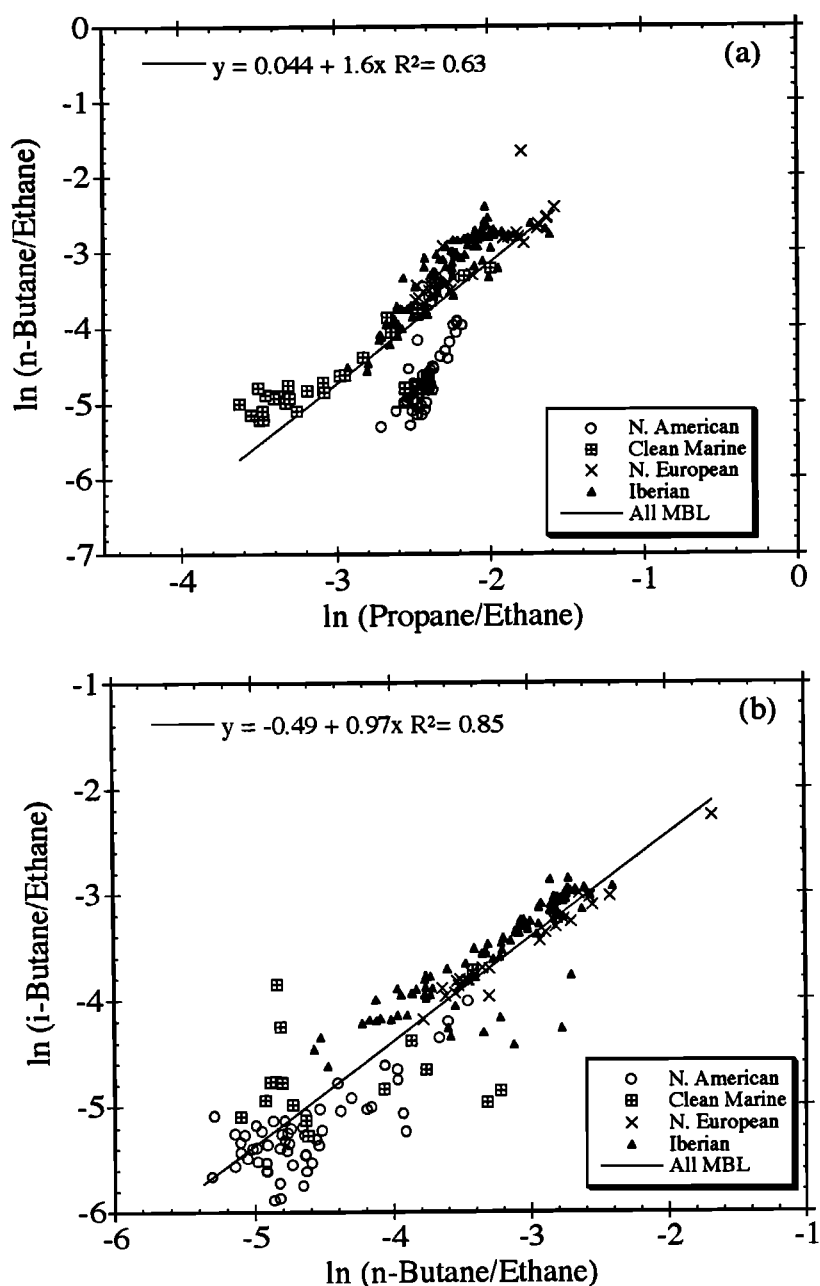 (a)
y = 0.044 + 1.6x R²= 0.63
0
-1
-2
-3
-4
-5
-6
-7
ln (n-Butane/Ethane)
N. American
Clean Marine
N. European
Iberian
All MBL
-4
-3
-2
-1
0
ln (Propane/Ethane)
(b)
y = -0.49 + 0.97x R²= 0.85
-1
-2
-3
-4
-5
-6
ln (i-Butane/Ethane)
N. American
Clean Marine
N. European
Iberian
All MBL
-6
-5
-4
-3
-2
-1
ln (n-Butane/Ethane)